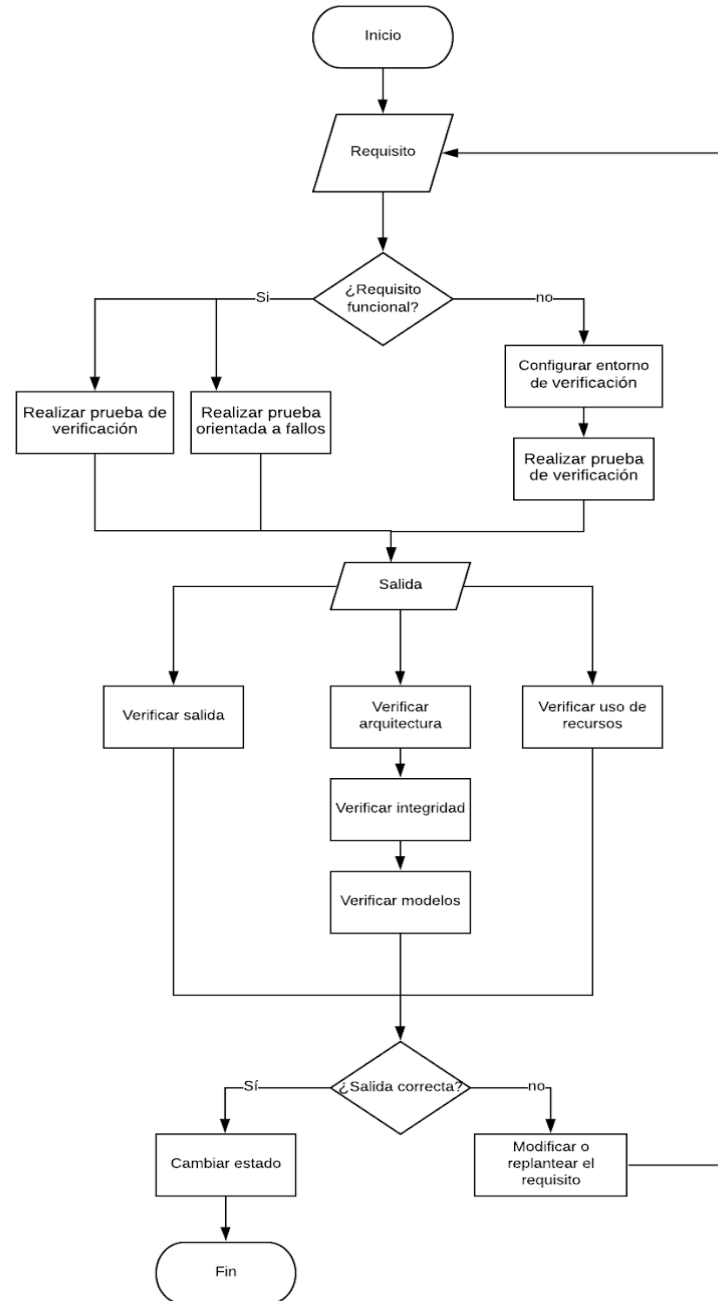 Inicio
Requisito
¿Requisito
funcional?
Si
no
Configurar entorno
de verificación
Realizar prueba de
verificación
Realizar prueba
orientada a fallos
Realizar prueba
de verificación
Salida
Verificar salida
Verificar
arquitectura
Verificar uso de
recursos
Verificar integridad
Verificar modelos
¿Salida correcta?
Sí
no
Cambiar estado
Modificar o
replantear el
requisito
Fin